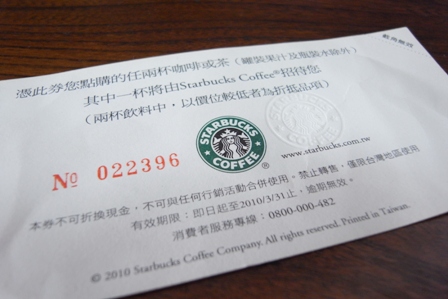 憑此券您點購的任兩杯咖啡或茶（罐裝果汁及瓶裝水除外）
其中一杯將由Starbucks Coffee®招待您
（兩杯飲料中，以價位較低者為折抵品項）
STARBUCKS COFFEE ®
www.starbucks.com.tw
№ 022396
本券不可折換現金，不可與任何行銷活動合併使用。禁止轉售，僅限台灣地區使用
有效期限：即日起至2010/3/31止，逾期無效。
消費者服務專線：0800-000-482
© 2010 Starbucks Coffee Company. All rights reserved. Printed in Taiwan.